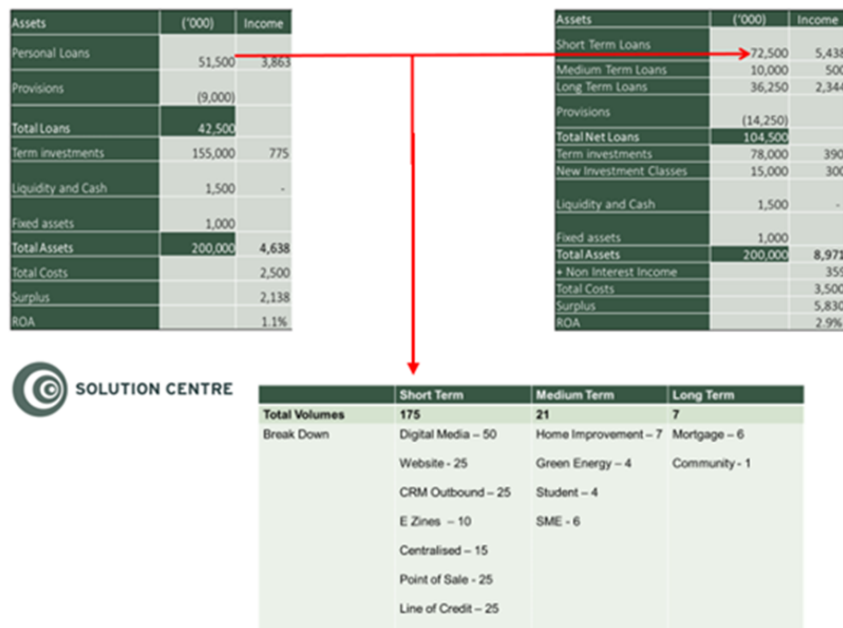 Assets ('000) Income
Personal Loans 51,500 3,863
Provisions (9,000)
Total Loans 42,500
Term investments 155,000 775
Liquidity and Cash 1,500 -
Fixed assets 1,000
Total Assets 200,000 4,638
Total Costs 2,500
Surplus 2,138
ROA 1.1%
Assets ('000) Income
Short Term Loans 72,500 5,438
Medium Term Loans 10,000 500
Long Term Loans 36,250 2,344
Provisions (14,250)
Total Net Loans 104,500
Term investments 78,000 390
New Investment Classes 15,000 300
Liquidity and Cash 1,500 -
Fixed assets 1,000
Total Assets 200,000 8,971
+ Non Interest Income 359
Total Costs 3,500
Surplus 5,830
ROA 2.9%
SOLUTION CENTRE
Short Term Medium Term Long Term
Total Volumes 175 21 7
Break Down Digital Media – 50 Home Improvement – 7 Mortgage – 6
Website - 25 Green Energy – 4 Community - 1
CRM Outbound – 25 Student – 4
E Zines – 10 SME - 6
Centralised – 15
Point of Sale - 25
Line of Credit – 25